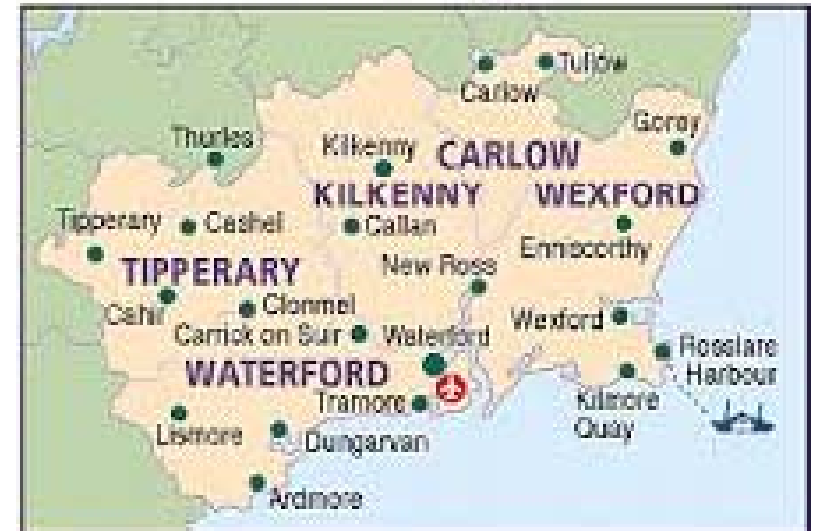 Tullow
Carlow
Gorey
Thurles
Kilkenny
CARLOW
KILKENNY
WEXFORD
Tipperary
Cashel
Callan
Enniscorthy
New Ross
TIPPERARY
Cahir
Clonmel
Carrick on Suir
Waterford
Wexford
Rosslare
Harbour
WATERFORD
Tramore
Kilmore
Quay
Lismore
Dungarvan
Ardmore